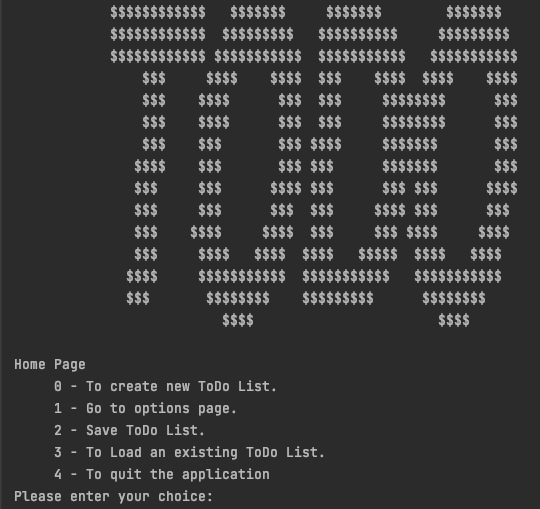 $$$$$$$$$$$$   $$$$$$$     $$$$$$$        $$$$$$$
            $$$$$$$$$$$$  $$$$$$$$$   $$$$$$$$$$     $$$$$$$$$
            $$$$$$$$$$$$ $$$$$$$$$$$  $$$$$$$$$$$   $$$$$$$$$$$
                $$$     $$$$    $$$$  $$$    $$$$  $$$$    $$$$
                $$$    $$$$      $$$  $$$     $$$$$$$$      $$$
                $$$    $$$$      $$$  $$$     $$$$$$$$      $$$
                $$$    $$$       $$$ $$$$     $$$$$$$       $$$
               $$$$    $$$       $$$ $$$      $$$$$$$       $$$
               $$$     $$$      $$$$ $$$      $$$ $$$      $$$$
               $$$     $$$      $$$  $$$     $$$$ $$$      $$$
               $$$    $$$$     $$$$  $$$     $$$ $$$$     $$$$
               $$$     $$$$   $$$$  $$$$   $$$$$  $$$$   $$$$
              $$$$     $$$$$$$$$$$  $$$$$$$$$$$   $$$$$$$$$$$
              $$$       $$$$$$$$    $$$$$$$$$      $$$$$$$$
                          $$$$                       $$$$
Home Page
     0 - To create new ToDo List.
     1 - Go to options page.
     2 - Save ToDo List.
     3 - To Load an existing ToDo List.
     4 - To quit the application
Please enter your choice: